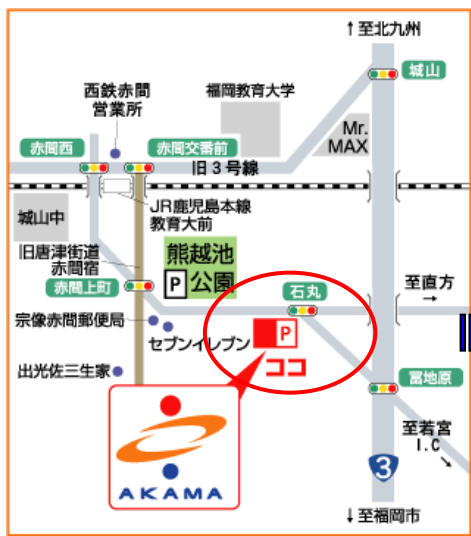 ↑至北九州
城山
西鉄赤間
営業所
福岡教育大学
Mr.
MAX
赤間西
赤間交番前
旧3号線
JR鹿児島本線
教育大前
城山中
旧唐津街道
赤間宿
熊越池
P公園
赤間上町
石丸
至直方
→
宗像赤間郵便局
セブンイレブン
P
ココ
出光佐三生家
冨地原
至若宮
I.C
↘
AKAMA
3
↓至福岡市